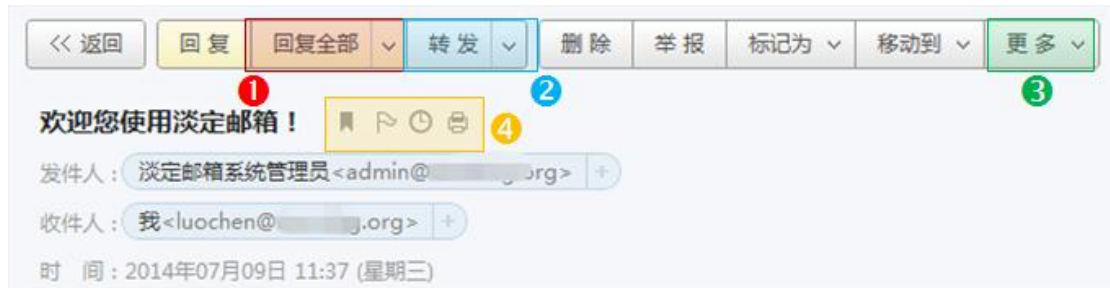 << 返回 回 复 回复全部 转 发 删 除 举 报 标记为 移动到 更 多
1 2 3
欢迎您使用淡定邮箱！ 4
发件人：淡定邮箱系统管理员<admin@ org> +
收件人：我<luochen@ .org> +
时 间：2014年07月09日 11:37 (星期三)